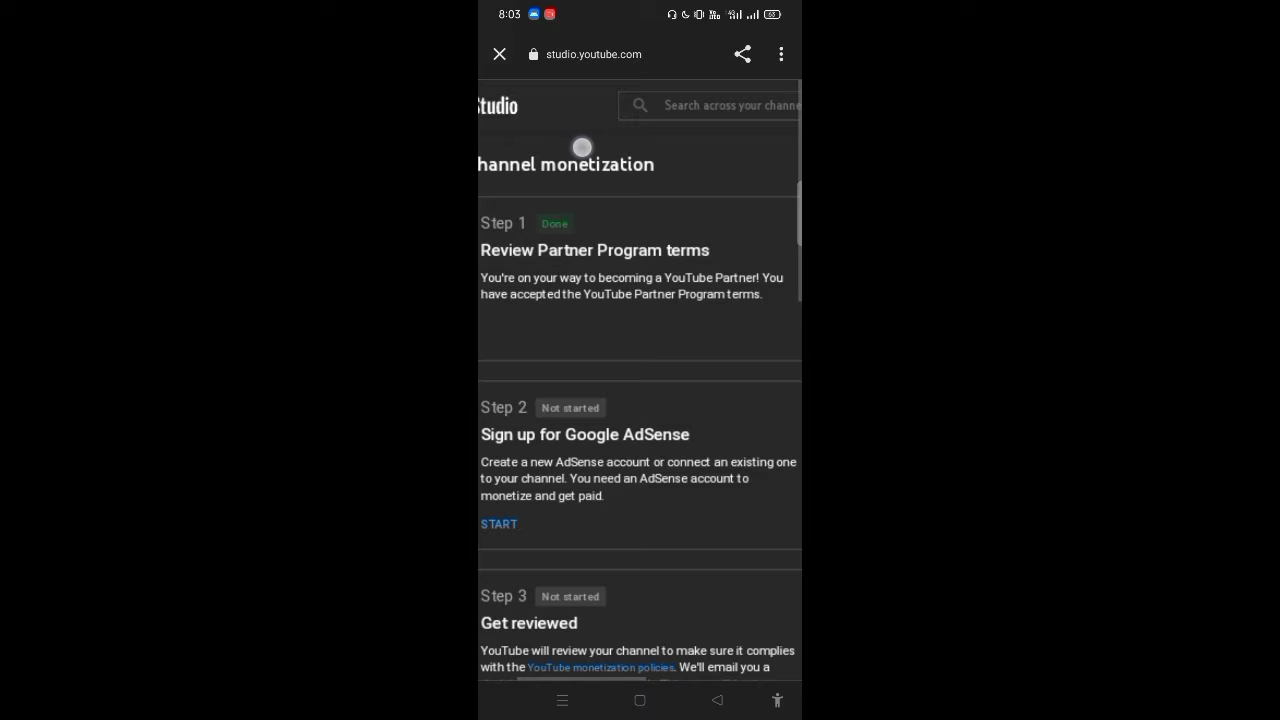 8:03
studio.youtube.com
Studio
Search across your channe
hannel monetization
Step 1 Done
Review Partner Program terms
You're on your way to becoming a YouTube Partner! You
have accepted the YouTube Partner Program terms.
Step 2 Not started
Sign up for Google AdSense
Create a new AdSense account or connect an existing one
to your channel. You need an AdSense account to
monetize and get paid.
START
Step 3 Not started
Get reviewed
YouTube will review your channel to make sure it complies
with the YouTube monetization policies. We'll email you a